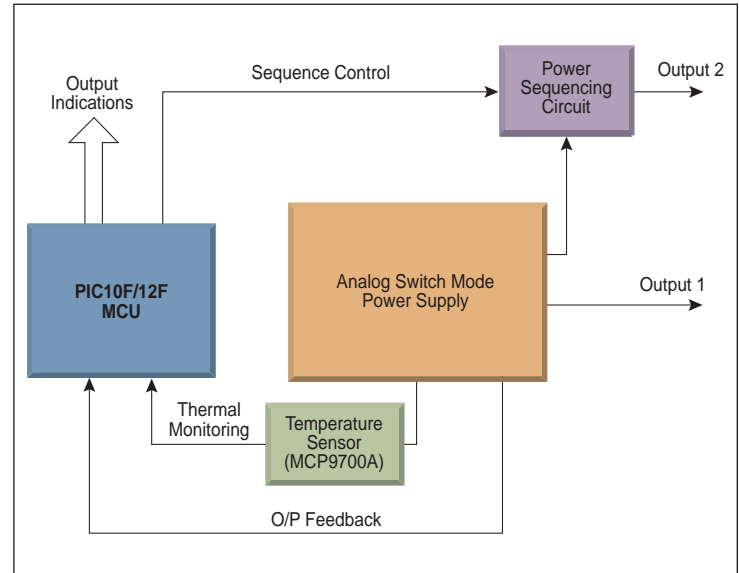 Output
Indications
Sequence Control
Power
Sequencing
Circuit
Output 2
PIC10F/12F
MCU
Analog Switch Mode
Power Supply
Output 1
Thermal
Monitoring
Temperature
Sensor
(MCP9700A)
O/P Feedback